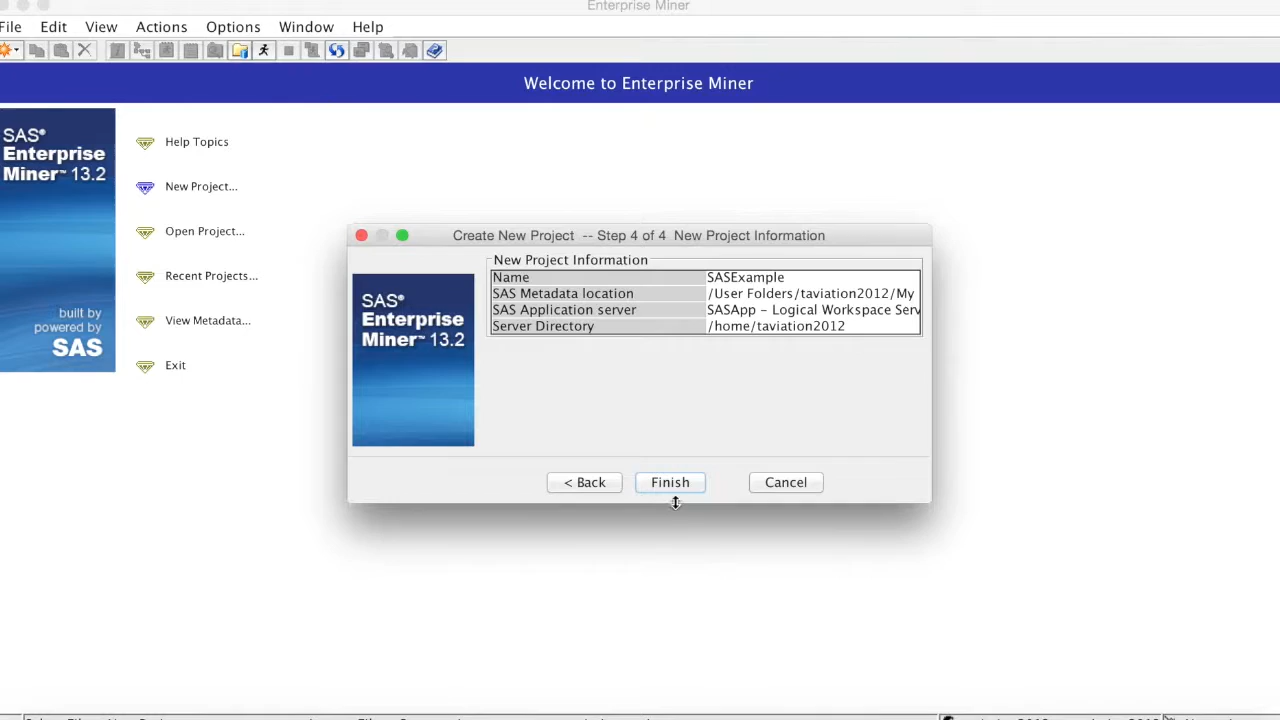 Enterprise Miner
File Edit View Actions Options Window Help
Welcome to Enterprise Miner
SAS®
Enterprise
Miner™ 13.2
built by
powered by
SAS
Help Topics
New Project...
Open Project...
Recent Projects...
View Metadata...
Exit
Create New Project -- Step 4 of 4 New Project Information
SAS®
Enterprise
Miner™ 13.2
New Project Information
Name SASExample
SAS Metadata location /User Folders/taviation2012/My
SAS Application server SASApp - Logical Workspace Serv
Server Directory /home/taviation2012
< Back Finish Cancel